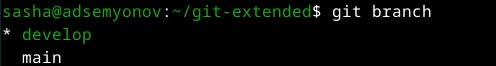 sasha@adsemyonov:~/git-extended$ git branch
* develop
  main